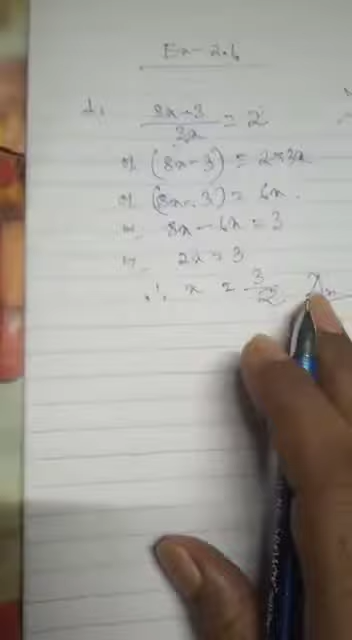 Ex - 2.6
1. (8x-3)/3x = 2
or (8x-3) = 2×3x
or (8x-3) = 6x.
or, 8x - 6x = 3
or, 2x = 3
∴ x = 3/2